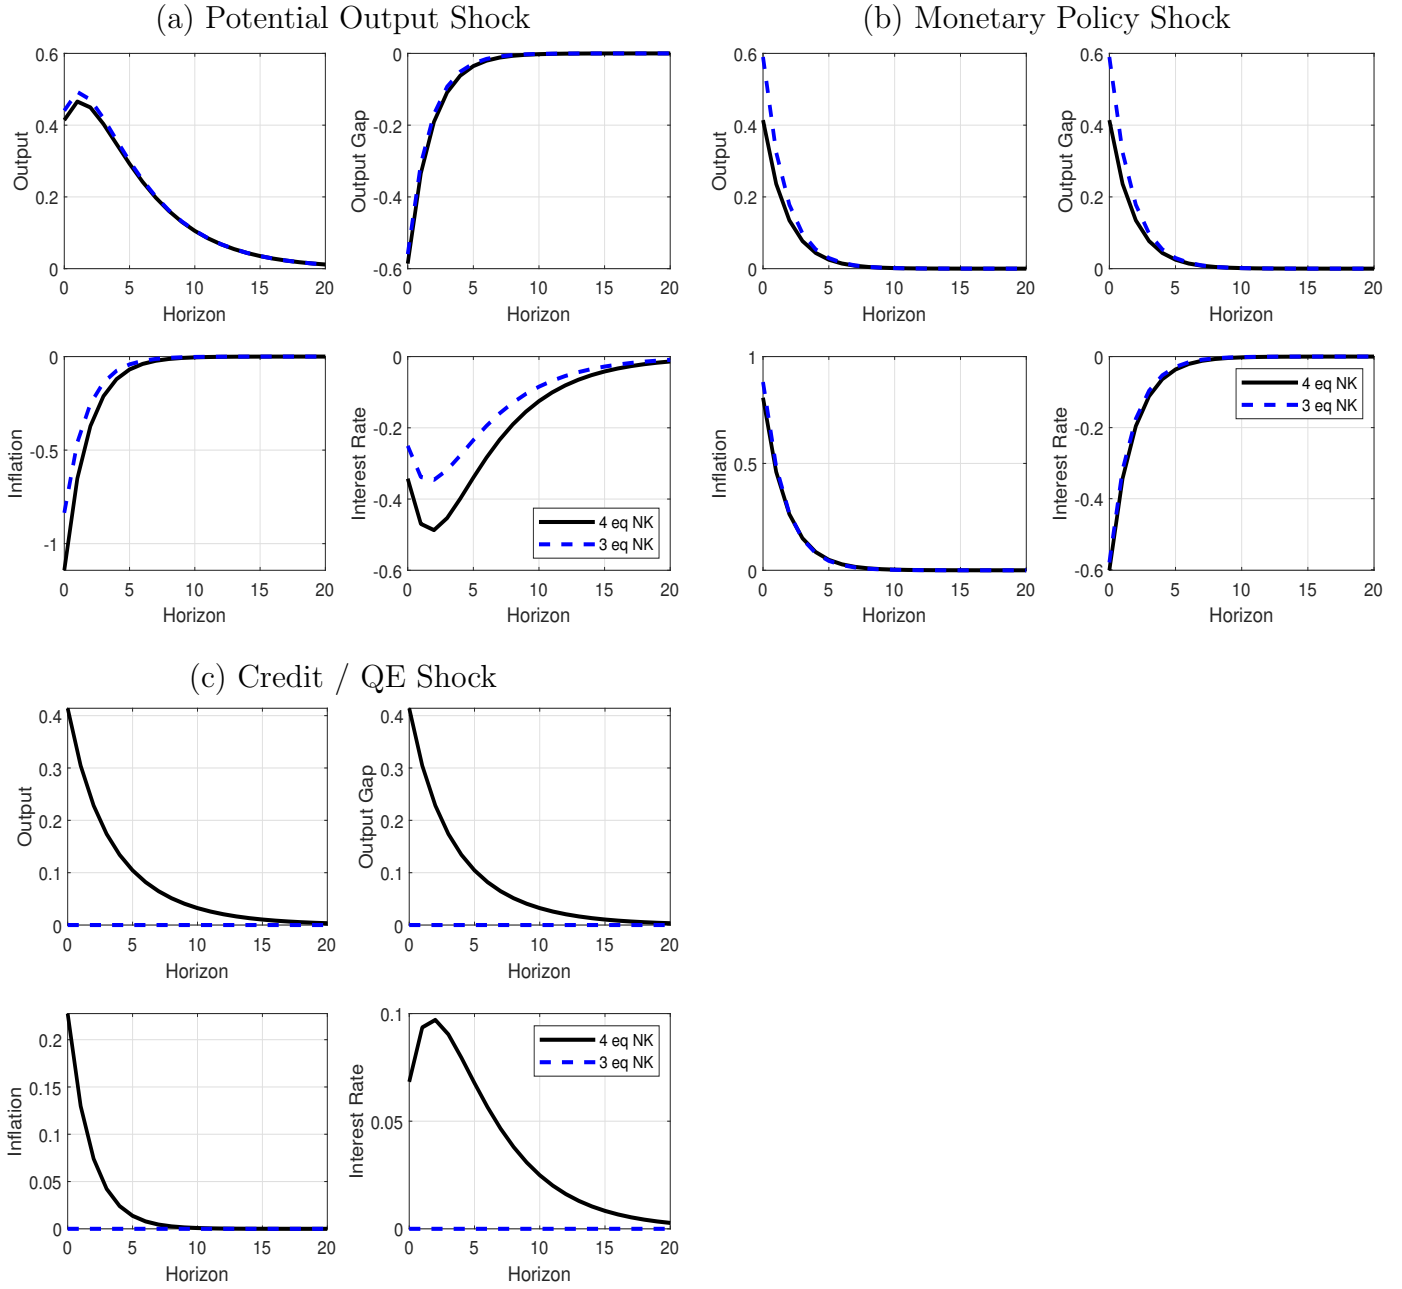 (a) Potential Output Shock
(b) Monetary Policy Shock
0.6
0.4
0.2
0
Output
0 5 10 15 20
Horizon
0
-0.2
-0.4
-0.6
Output Gap
0 5 10 15 20
Horizon
0.6
0.4
0.2
0
Output
0 5 10 15 20
Horizon
0.6
0.4
0.2
0
Output Gap
0 5 10 15 20
Horizon
0
-0.5
-1
Inflation
0 5 10 15 20
Horizon
0
-0.2
-0.4
-0.6
Interest Rate
4 eq NK
3 eq NK
0 5 10 15 20
Horizon
1
0.5
0
Inflation
0 5 10 15 20
Horizon
0
-0.2
-0.4
-0.6
Interest Rate
4 eq NK
3 eq NK
0 5 10 15 20
Horizon
(c) Credit / QE Shock
0.4
0.3
0.2
0.1
0
Output
0 5 10 15 20
Horizon
0.4
0.3
0.2
0.1
0
Output Gap
0 5 10 15 20
Horizon
0.2
0.15
0.1
0.05
0
Inflation
0 5 10 15 20
Horizon
0.1
0.05
0
Interest Rate
4 eq NK
3 eq NK
0 5 10 15 20
Horizon